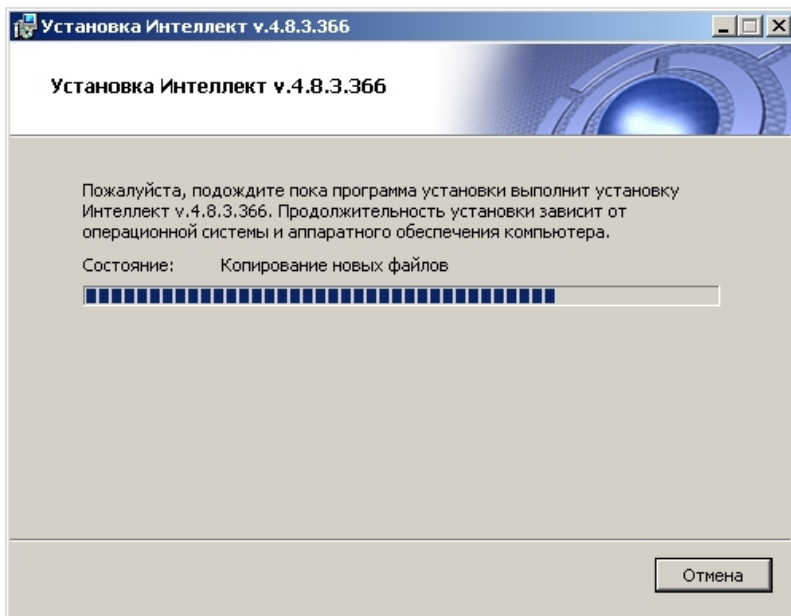 Установка Интеллект v.4.8.3.366
Установка Интеллект v.4.8.3.366
Пожалуйста, подождите пока программа установки выполнит установку
Интеллект v.4.8.3.366. Продолжительность установки зависит от
операционной системы и аппаратного обеспечения компьютера.
Состояние: Копирование новых файлов
Отмена